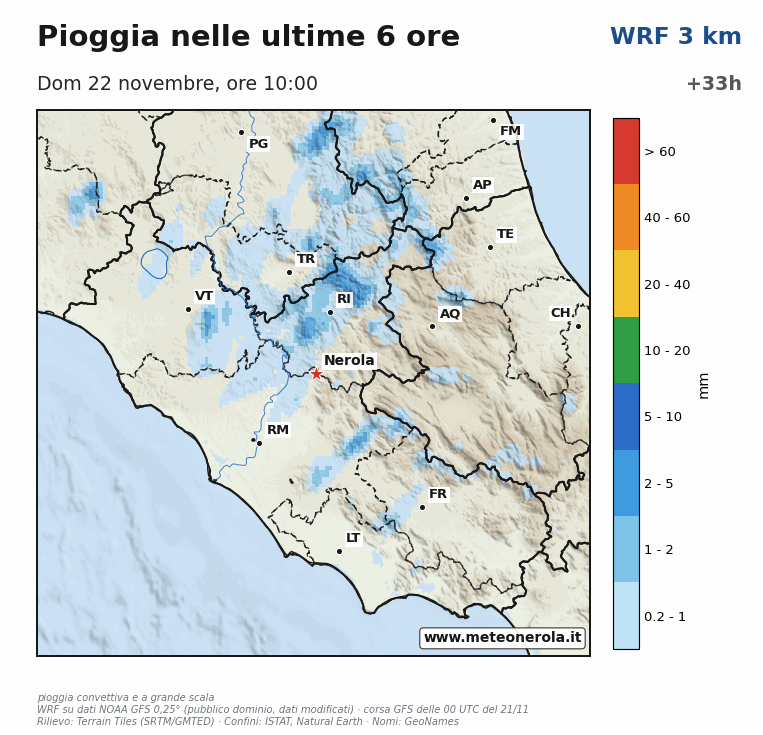 Pioggia nelle ultime 6 ore
WRF 3 km
Dom 22 novembre, ore 10:00
+33h
FM
PG
AP
TE
TR
VT
RI
AQ
CH
Nerola
RM
FR
LT
www.meteonerola.it
> 60
40 - 60
20 - 40
10 - 20
5 - 10
2 - 5
1 - 2
0.2 - 1
mm
pioggia convettiva e a grande scala
WRF su dati NOAA GFS 0,25° (pubblico dominio, dati modificati) · corsa GFS delle 00 UTC del 21/11
Rilievo: Terrain Tiles (SRTM/GMTED) · Confini: ISTAT, Natural Earth · Nomi: GeoNames